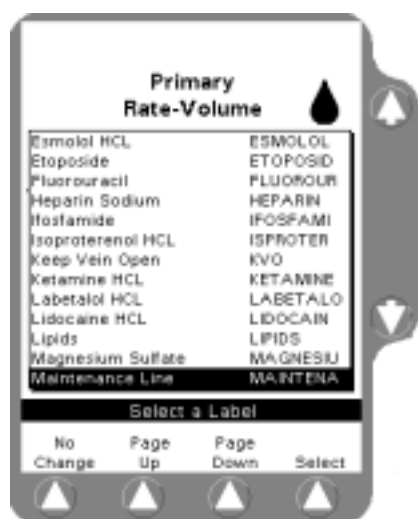 Primary
Rate-Volume
Esmolol HCL ESMOLOL
Etoposide ETOPOSID
Fluorouracil FLUOROUR
Heparin Sodium HEPARIN
Ifosfamide IFOSFAMI
Isoproterenol HCL ISPROTER
Keep Vein Open KVO
Ketamine HCL KETAMINE
Labetalol HCL LABETALO
Lidocaine HCL LIDOCAIN
Lipids LIPIDS
Magnesium Sulfate MAGNESIU
Maintenance Line MAINTENA
Select a Label
No Change Page Up Page Down Select